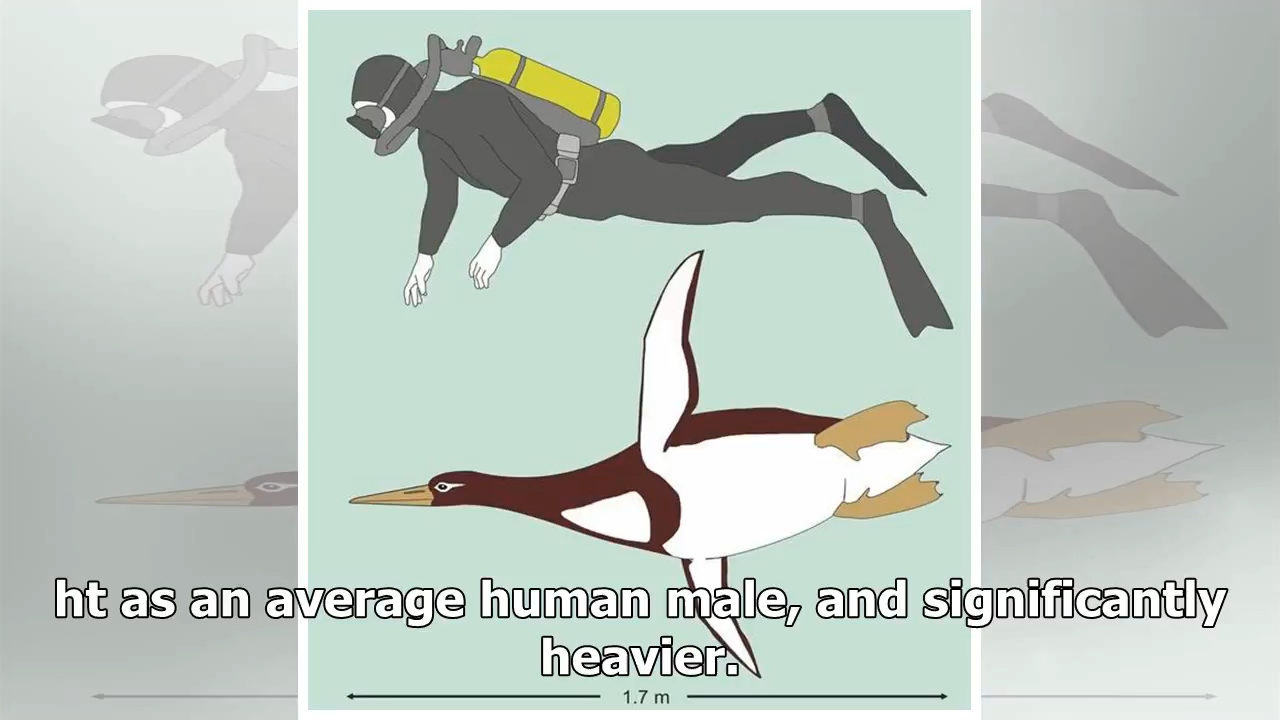 ht as an average human male, and significantly
heavier.
1.7 m